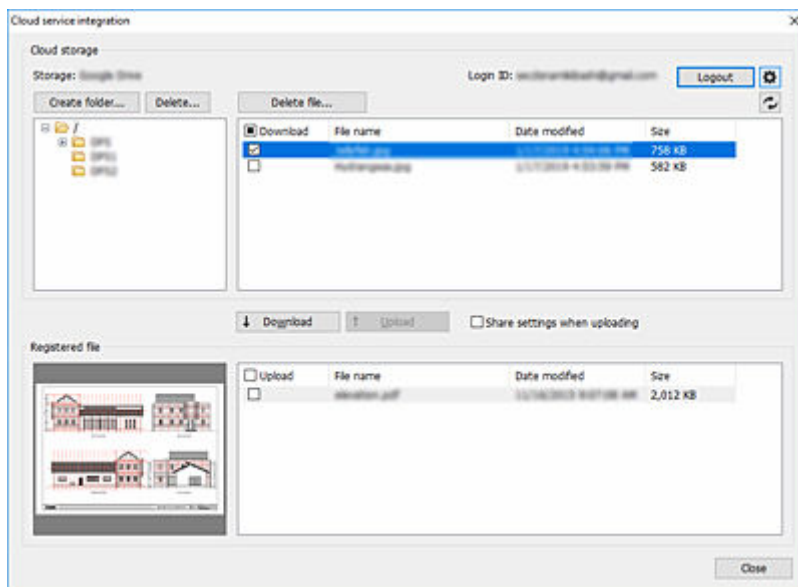 Cloud service integration
Cloud storage
Storage:
Login ID:
Logout
Create folder...
Delete...
Delete file...
/
Download File name Date modified Size
758 KB
582 KB
Download
Upload
Share settings when uploading
Registered file
Upload File name Date modified Size
2,012 KB
Close